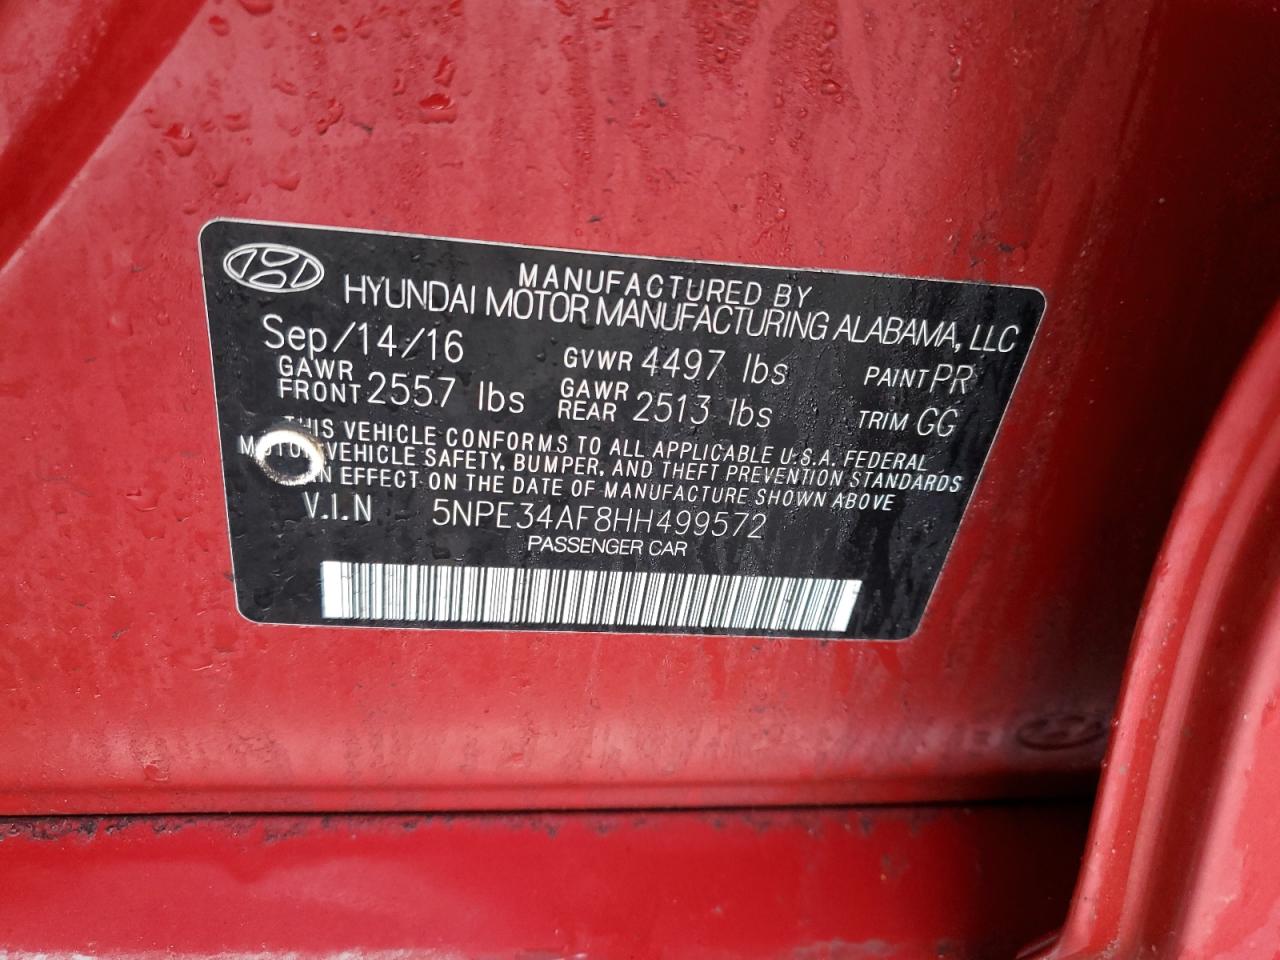 MANUFACTURED BY
HYUNDAI MOTOR MANUFACTURING ALABAMA, LLC
Sep/14/16 GVWR 4497 lbs PAINT PR
GAWR FRONT 2557 lbs GAWR REAR 2513 lbs TRIM GG
THIS VEHICLE CONFORMS TO ALL APPLICABLE U.S.A. FEDERAL
MOTOR VEHICLE SAFETY, BUMPER, AND THEFT PREVENTION STANDARDS
IN EFFECT ON THE DATE OF MANUFACTURE SHOWN ABOVE
V.I.N 5NPE34AF8HH499572
PASSENGER CAR